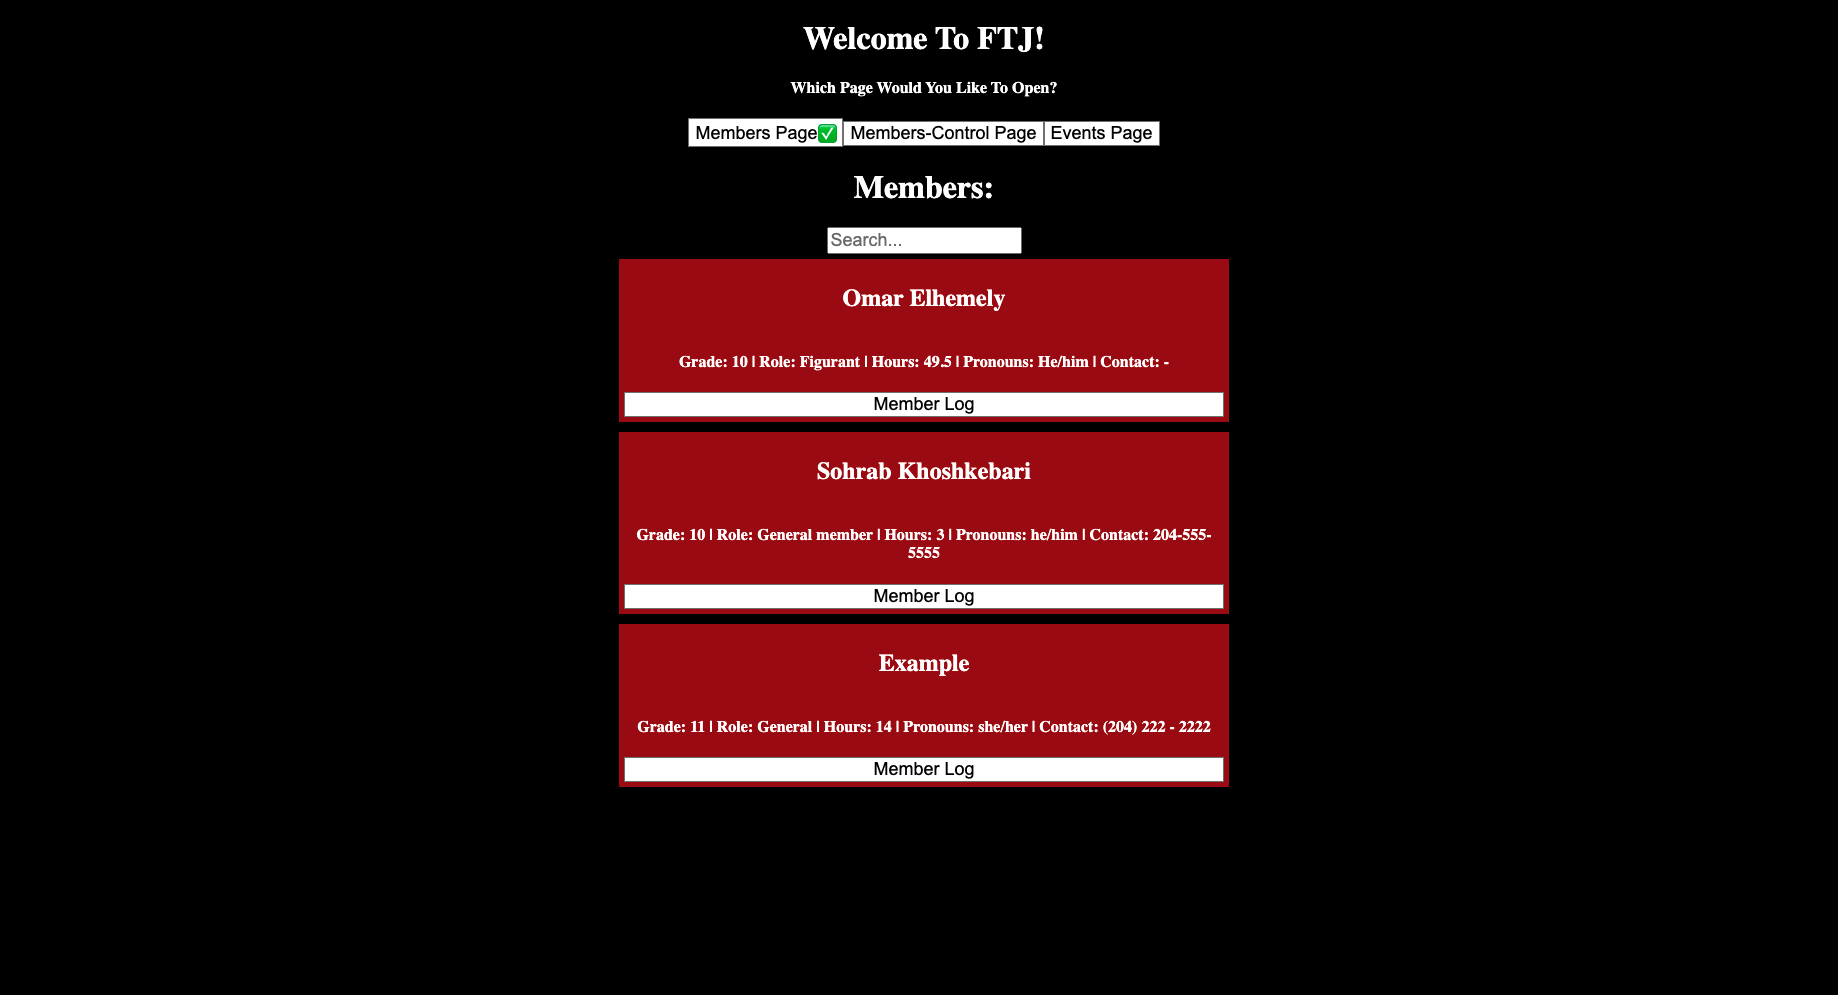 Welcome To FTJ!
Which Page Would You Like To Open?
Members Page✅ Members-Control Page Events Page
Members:
Search...
Omar Elhemely
Grade: 10 | Role: Figurant | Hours: 49.5 | Pronouns: He/him | Contact: -
Member Log
Sohrab Khoshkebari
Grade: 10 | Role: General member | Hours: 3 | Pronouns: he/him | Contact: 204-555-
5555
Member Log
Example
Grade: 11 | Role: General | Hours: 14 | Pronouns: she/her | Contact: (204) 222 - 2222
Member Log